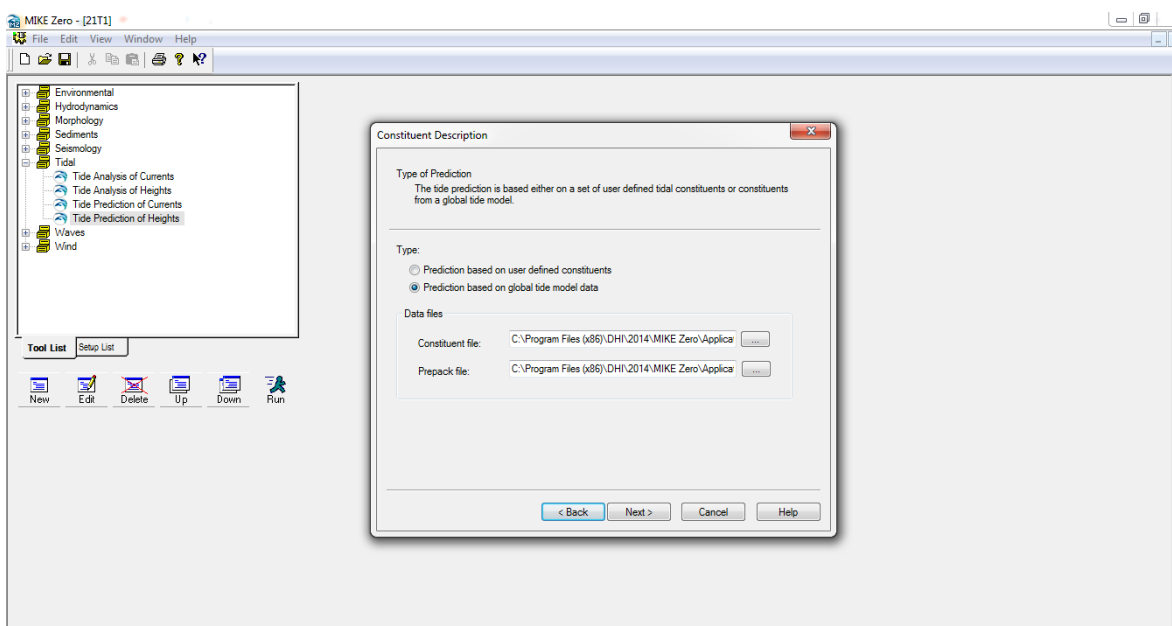 MIKE Zero - [21T1]
File Edit View Window Help
Environmental
Hydrodynamics
Morphology
Sediments
Seismology
Tidal
Tide Analysis of Currents
Tide Analysis of Heights
Tide Prediction of Currents
Tide Prediction of Heights
Waves
Wind
Tool List Setup List
New Edit Delete Up Down Run
Constituent Description
Type of Prediction
The tide prediction is based either on a set of user defined tidal constituents or constituents
from a global tide model.
Type:
Prediction based on user defined constituents
Prediction based on global tide model data
Data files
Constituent file: C:\Program Files (x86)\DHI\2014\MIKE Zero\Applica ...
Prepack file: C:\Program Files (x86)\DHI\2014\MIKE Zero\Applica ...
< Back Next > Cancel Help